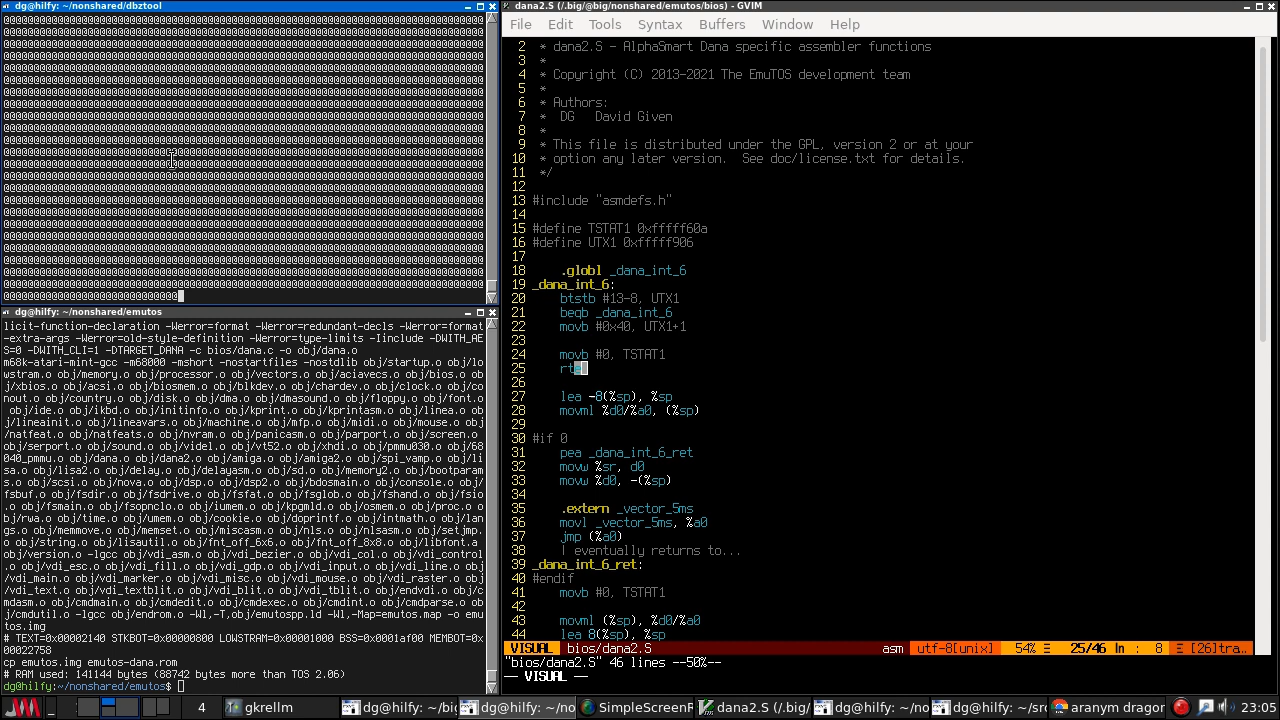 dg@hilfy: ~/nonshared/dbztool
dg@hilfy: ~/nonshared/emutos
licit-function-declaration -Werror=format -Werror=redundant-decls -Werror=format
-extra-args -Werror=old-style-definition -Werror=type-limits -Iinclude -DWITH_AE
S=0 -DWITH_CLI=1 -DTARGET_DANA -c bios/dana.c -o obj/dana.o
m68k-atari-mint-gcc -m68000 -mshort -nostartfiles -nostdlib obj/startup.o obj/lo
wstram.o obj/memory.o obj/processor.o obj/vectors.o obj/aciavecs.o obj/bios.o ob
j/xbios.o obj/acsi.o obj/biosmem.o obj/blkdev.o obj/chardev.o obj/clock.o obj/co
nout.o obj/country.o obj/disk.o obj/dma.o obj/dmasound.o obj/floppy.o obj/font.o
obj/ide.o obj/ikbd.o obj/initinfo.o obj/kprint.o obj/kprintasm.o obj/linea.o ob
j/lineainit.o obj/lineavars.o obj/machine.o obj/mfp.o obj/midi.o obj/mouse.o obj
/natfeat.o obj/natfeats.o obj/nvram.o obj/panicasm.o obj/parport.o obj/screen.o
obj/serport.o obj/sound.o obj/videl.o obj/vt52.o obj/xhdi.o obj/pmmu030.o obj/68
040_pmmu.o obj/dana.o obj/dana2.o obj/amiga.o obj/amiga2.o obj/spi_vamp.o obj/li
sa.o obj/lisa2.o obj/delay.o obj/delayasm.o obj/sd.o obj/memory2.o obj/bootparam
s.o obj/scsi.o obj/nova.o obj/dsp.o obj/dsp2.o obj/bdosmain.o obj/console.o obj/
fsbuf.o obj/fsdir.o obj/fsdrive.o obj/fsfat.o obj/fsglob.o obj/fshand.o obj/fsio
.o obj/fsmain.o obj/fsopnclo.o obj/iumem.o obj/kpgmld.o obj/osmem.o obj/proc.o o
bj/rwa.o obj/time.o obj/umem.o obj/cookie.o obj/doprintf.o obj/intmath.o obj/lan
gs.o obj/memmove.o obj/memset.o obj/miscasm.o obj/nls.o obj/nlsasm.o obj/setjmp.
o obj/string.o obj/lisautil.o obj/fnt_off_6x6.o obj/fnt_off_8x8.o obj/libfont.a
obj/version.o -lgcc obj/vdi_asm.o obj/vdi_bezier.o obj/vdi_col.o obj/vdi_control
.o obj/vdi_esc.o obj/vdi_fill.o obj/vdi_gdp.o obj/vdi_input.o obj/vdi_line.o obj
/vdi_main.o obj/vdi_marker.o obj/vdi_misc.o obj/vdi_mouse.o obj/vdi_raster.o obj
/vdi_text.o obj/vdi_textblit.o obj/vdi_blit.o obj/vdi_tblit.o obj/endvdi.o obj/c
mdasm.o obj/cmdmain.o obj/cmdedit.o obj/cmdexec.o obj/cmdint.o obj/cmdparse.o ob
j/cmdutil.o -lgcc obj/endrom.o -Wl,-T,obj/emutospp.ld -Wl,-Map=emutos.map -o emu
tos.img
# TEXT=0x00002140 STKBOT=0x00000800 LOWSTRAM=0x00001000 BSS=0x0001af00 MEMBOT=0x
00022758
cp emutos.img emutos-dana.rom
# RAM used: 141144 bytes (88742 bytes more than TOS 2.06)
dg@hilfy:~/nonshared/emutos$
dana2.S (/.big/@big/nonshared/emutos/bios) - GVIM
File Edit Tools Syntax Buffers Window Help
2 * dana2.S - AlphaSmart Dana specific assembler functions
3 *
4 * Copyright (C) 2013-2021 The EmuTOS development team
5 *
6 * Authors:
7 * DG David Given
8 *
9 * This file is distributed under the GPL, version 2 or at your
10 * option any later version. See doc/license.txt for details.
11 */
12
13 #include "asmdefs.h"
14
15 #define TSTAT1 0xfffff60a
16 #define UTX1 0xfffff906
17
18 .globl _dana_int_6
19 _dana_int_6:
20 btstb #13-8, UTX1
21 beqb _dana_int_6
22 movb #0x40, UTX1+1
23
24 movb #0, TSTAT1
25 rte
26
27 lea -8(%sp), %sp
28 movml %d0/%a0, (%sp)
29
30 #if 0
31 pea _dana_int_6_ret
32 movw %sr, d0
33 movw %d0, -(%sp)
34
35 .extern _vector_5ms
36 movl _vector_5ms, %a0
37 jmp (%a0)
38 | eventually returns to...
39 _dana_int_6_ret:
40 #endif
41 movb #0, TSTAT1
42
43 movml (%sp), %d0/%a0
44 lea 8(%sp), %sp
VISUAL bios/dana2.S asm utf-8[unix] 54% ☰ 25/46 ln : 8 ☰ [26]tra..
"bios/dana2.S" 46 lines --50%--
-- VISUAL --
4 gkrellm dg@hilfy: ~/big dg@hilfy: ~/no SimpleScreenR dana2.S (/.big/ dg@hilfy: ~/no dg@hilfy: ~/src aranym dragor 23:05